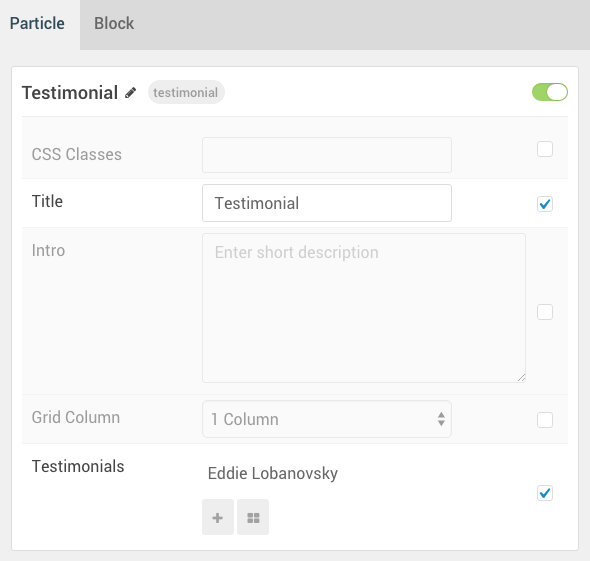 Particle Block
Testimonial testimonial
CSS Classes
Title Testimonial
Intro Enter short description
Grid Column 1 Column
Testimonials Eddie Lobanovsky
+